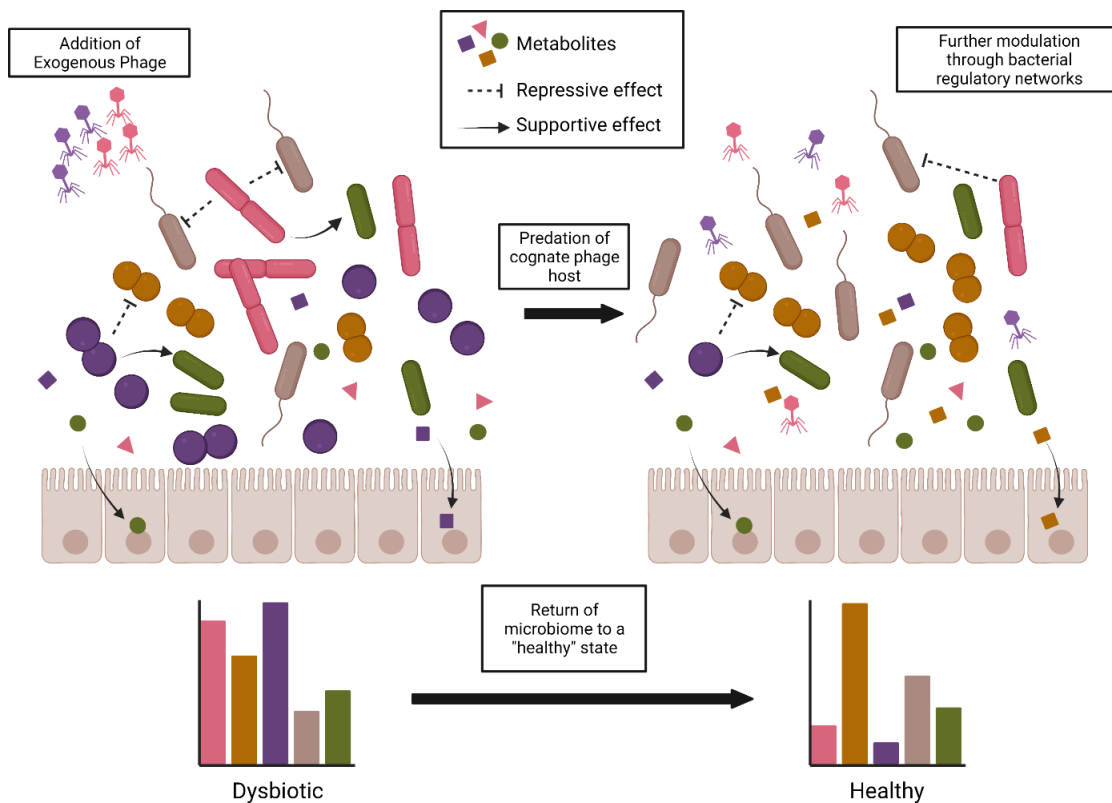 Addition of
Exogenous Phage
Metabolites
Repressive effect
Supportive effect
Further modulation
through bacterial
regulatory networks
Predation of
cognate phage
host
Return of
microbiome to a
"healthy" state
Dysbiotic
Healthy